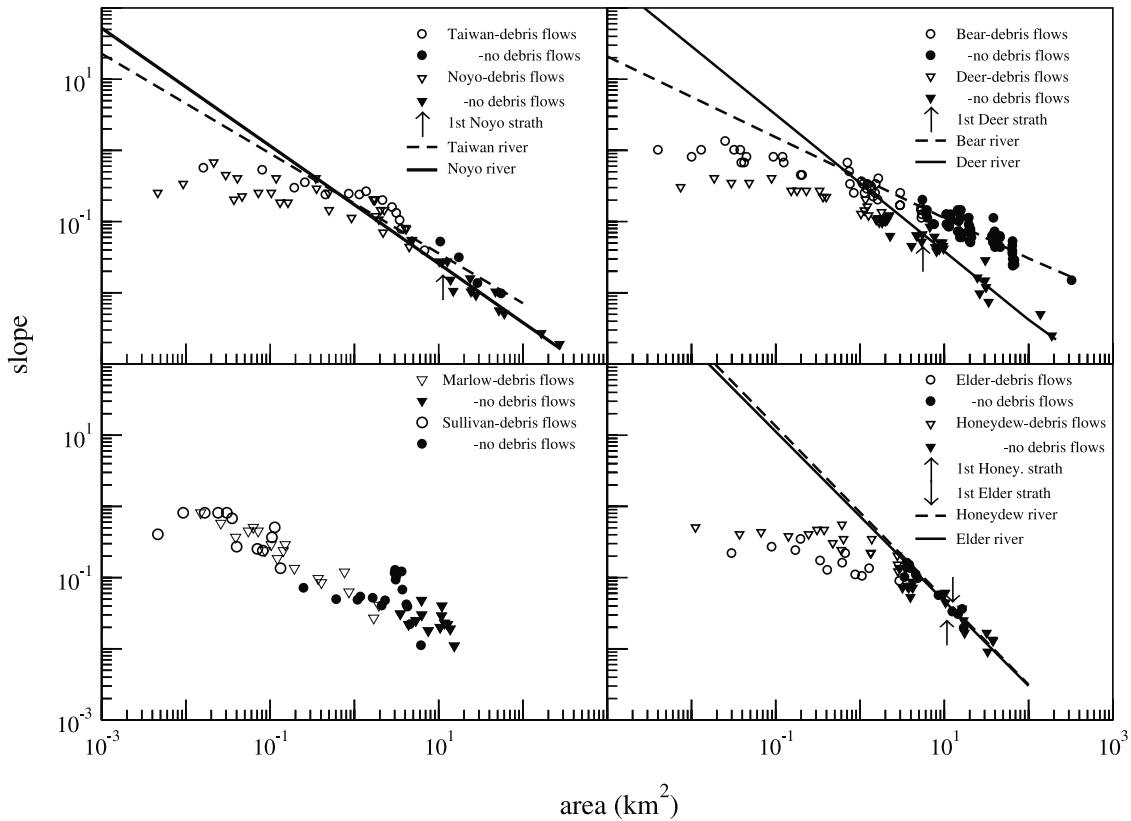 Taiwan-debris flows
-no debris flows
Noyo-debris flows
-no debris flows
1st Noyo strath
Taiwan river
Noyo river
Bear-debris flows
-no debris flows
Deer-debris flows
-no debris flows
1st Deer strath
Bear river
Deer river
10^1
10^-1
slope
Marlow-debris flows
-no debris flows
Sullivan-debris flows
-no debris flows
Elder-debris flows
-no debris flows
Honeydew-debris flows
-no debris flows
1st Honey. strath
1st Elder strath
Honeydew river
Elder river
10^1
10^-1
10^-3
10^-3 10^-1 10^1 10^-1 10^1 10^3
area (km^2)